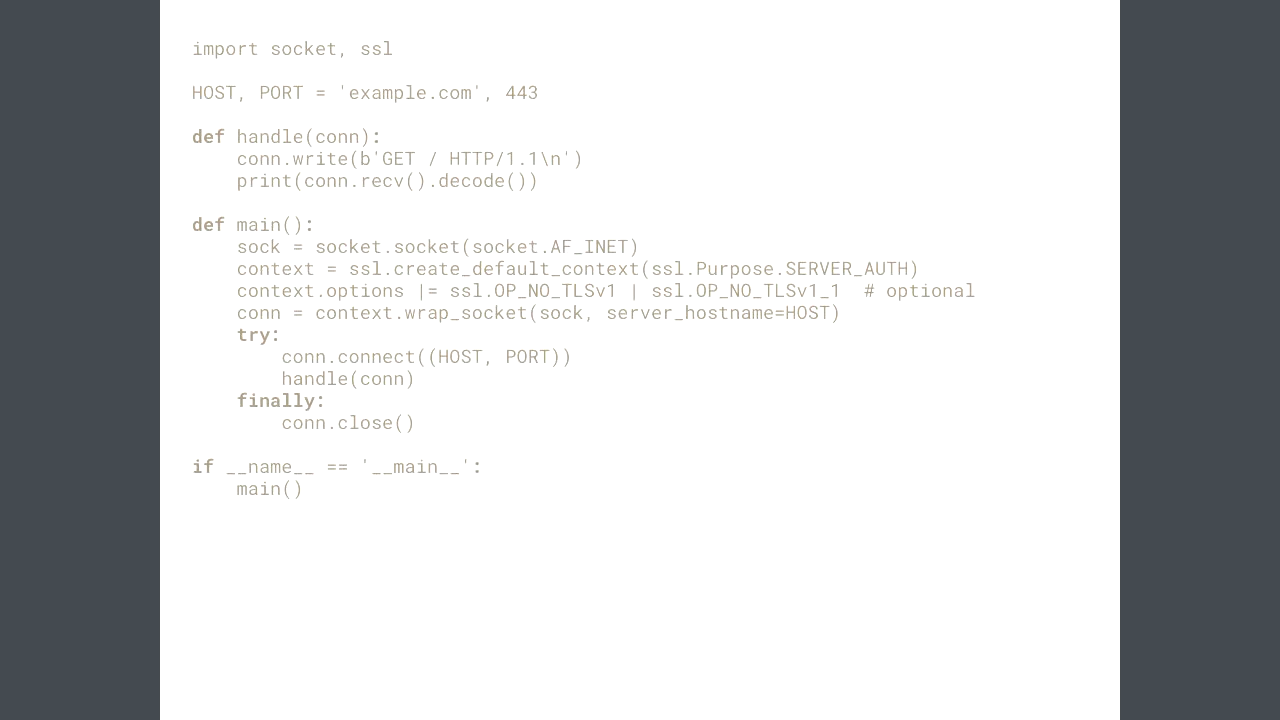 import socket, ssl

HOST, PORT = 'example.com', 443

def handle(conn):
    conn.write(b'GET / HTTP/1.1\n')
    print(conn.recv().decode())

def main():
    sock = socket.socket(socket.AF_INET)
    context = ssl.create_default_context(ssl.Purpose.SERVER_AUTH)
    context.options |= ssl.OP_NO_TLSv1 | ssl.OP_NO_TLSv1_1  # optional
    conn = context.wrap_socket(sock, server_hostname=HOST)
    try:
        conn.connect((HOST, PORT))
        handle(conn)
    finally:
        conn.close()

if __name__ == '__main__':
    main()